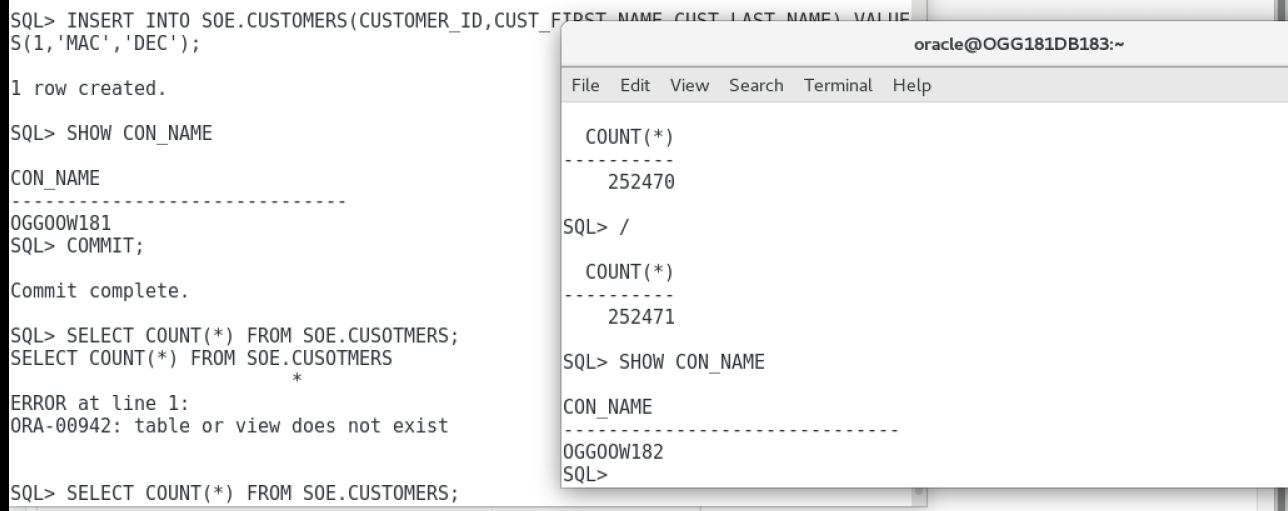 SQL> INSERT INTO SOE.CUSTOMERS(CUSTOMER_ID,CUST_FIRST_NAME,CUST_LAST_NAME) VALUE
S(1,'MAC','DEC');
1 row created.
SQL> SHOW CON_NAME
CON_NAME
------------------------------
OGGOOW181
SQL> COMMIT;
Commit complete.
SQL> SELECT COUNT(*) FROM SOE.CUSOTMERS;
SELECT COUNT(*) FROM SOE.CUSOTMERS
*
ERROR at line 1:
ORA-00942: table or view does not exist
SQL> SELECT COUNT(*) FROM SOE.CUSTOMERS;
oracle@OGG181DB183:~
File Edit View Search Terminal Help
COUNT(*)
----------
252470
SQL> /
COUNT(*)
----------
252471
SQL> SHOW CON_NAME
CON_NAME
------------------------------
OGGOOW182
SQL>